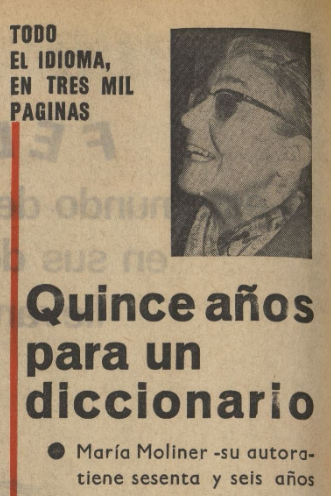 TODO
EL IDIOMA,
EN TRES MIL
PAGINAS
Quince años
para un
diccionario
● María Moliner -su autora-
tiene sesenta y seis años